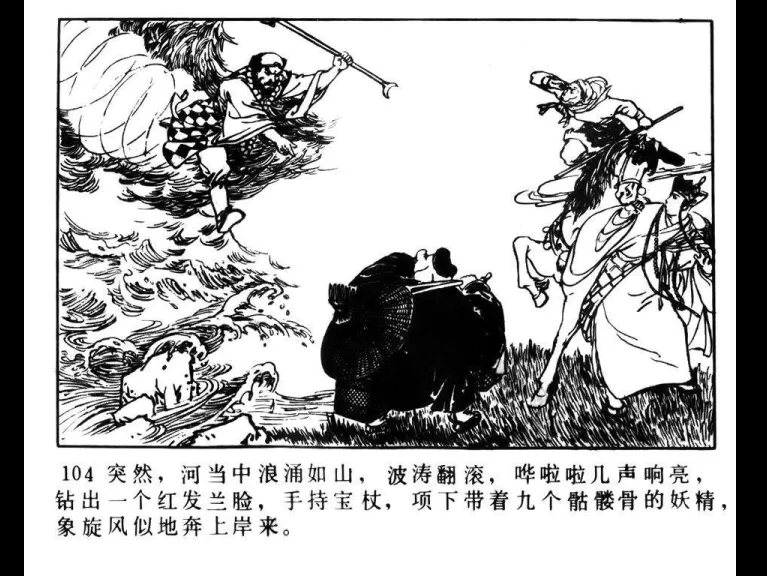 104 突然，河当中浪涌如山，波涛翻滚，哗啦啦几声响亮，
钻出一个红发兰脸，手持宝杖，项下带着九个骷髅骨的妖精，
象旋风似地奔上岸来。